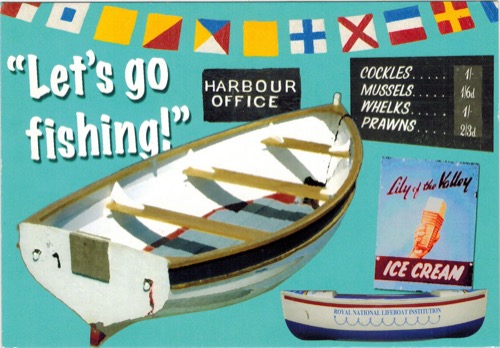 “Let's go
fishing!”
HARBOUR
OFFICE
COCKLES..... 1/-
MUSSELS.... 1/6d
WHELKS.... 1/-
PRAWNS.... 2/3d
Lily of the Valley
ICE CREAM
ROYAL NATIONAL LIFEBOAT INSTITUTION